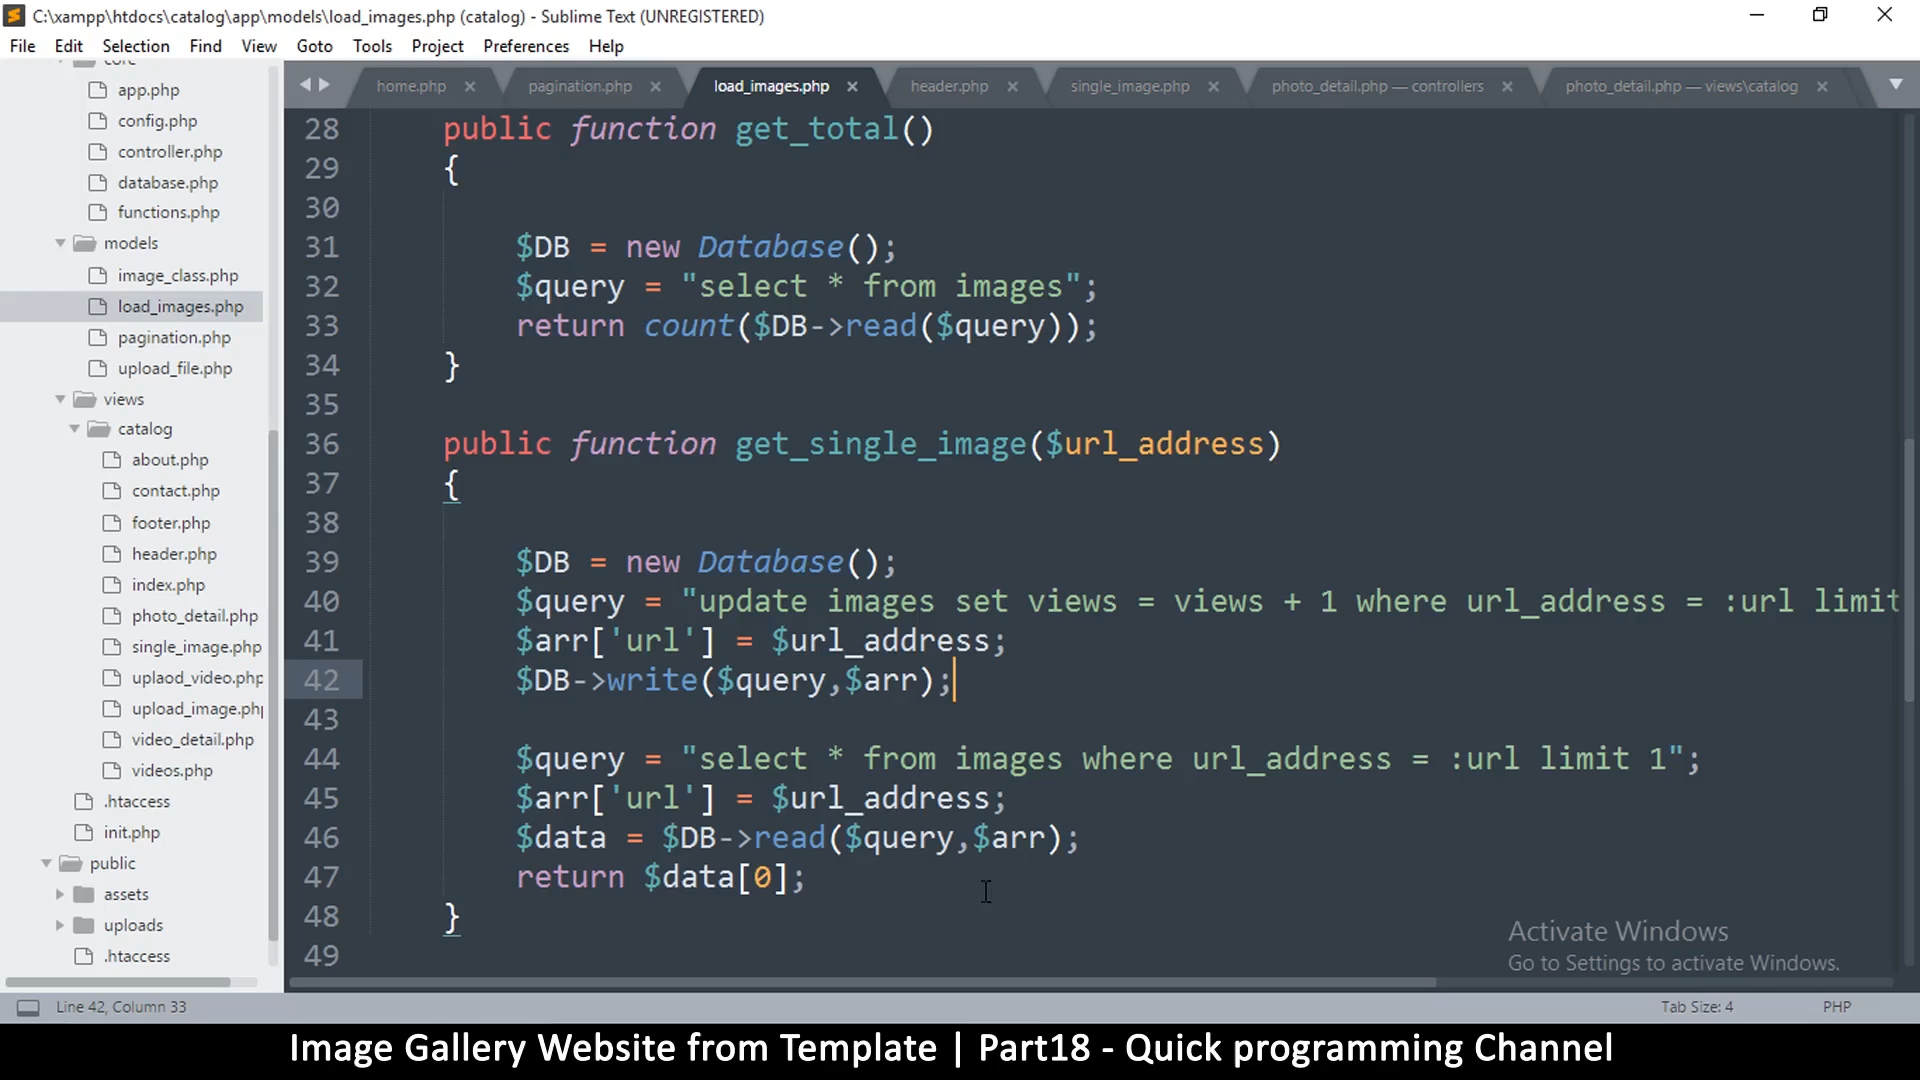 C:\xampp\htdocs\catalog\app\models\load_images.php (catalog) - Sublime Text (UNREGISTERED)
File Edit Selection Find View Goto Tools Project Preferences Help
home.php pagination.php load_images.php header.php single_image.php photo_detail.php — controllers photo_detail.php — views\catalog
core
app.php
config.php
controller.php
database.php
functions.php
models
image_class.php
load_images.php
pagination.php
upload_file.php
views
catalog
about.php
contact.php
footer.php
header.php
index.php
photo_detail.php
single_image.php
uplaod_video.php
upload_image.php
video_detail.php
videos.php
.htaccess
init.php
public
assets
uploads
.htaccess
28 public function get_total()
29 {
30
31 $DB = new Database();
32 $query = "select * from images";
33 return count($DB->read($query));
34 }
35
36 public function get_single_image($url_address)
37 {
38
39 $DB = new Database();
40 $query = "update images set views = views + 1 where url_address = :url limit
41 $arr['url'] = $url_address;
42 $DB->write($query,$arr);
43
44 $query = "select * from images where url_address = :url limit 1";
45 $arr['url'] = $url_address;
46 $data = $DB->read($query,$arr);
47 return $data[0];
48 }
49
Activate Windows
Go to Settings to activate Windows.
Line 42, Column 33 Tab Size: 4 PHP
Image Gallery Website from Template | Part18 - Quick programming Channel